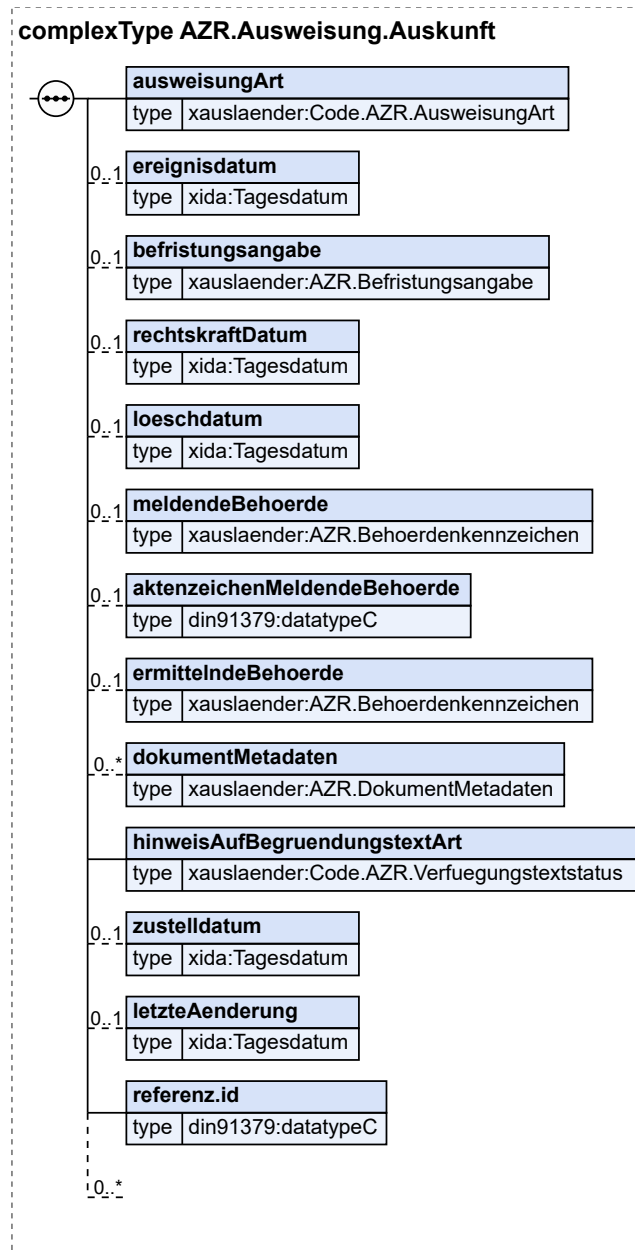 complexType AZR.Ausweisung.Auskunft
ausweisungArt
type xauslaender:Code.AZR.AusweisungArt
0..1 ereignisdatum
type xida:Tagesdatum
0..1 befristungsangabe
type xauslaender:AZR.Befristungsangabe
0..1 rechtskraftDatum
type xida:Tagesdatum
0..1 loeschdatum
type xida:Tagesdatum
0..1 meldendeBehoerde
type xauslaender:AZR.Behoerdenkennzeichen
0..1 aktenzeichenMeldendeBehoerde
type din91379:datatypeC
0..1 ermittelndeBehoerde
type xauslaender:AZR.Behoerdenkennzeichen
0..* dokumentMetadaten
type xauslaender:AZR.DokumentMetadaten
hinweisAufBegruendungstextArt
type xauslaender:Code.AZR.Verfuegungstextstatus
0..1 zustelldatum
type xida:Tagesdatum
0..1 letzteAenderung
type xida:Tagesdatum
referenz.id
type din91379:datatypeC
0..*